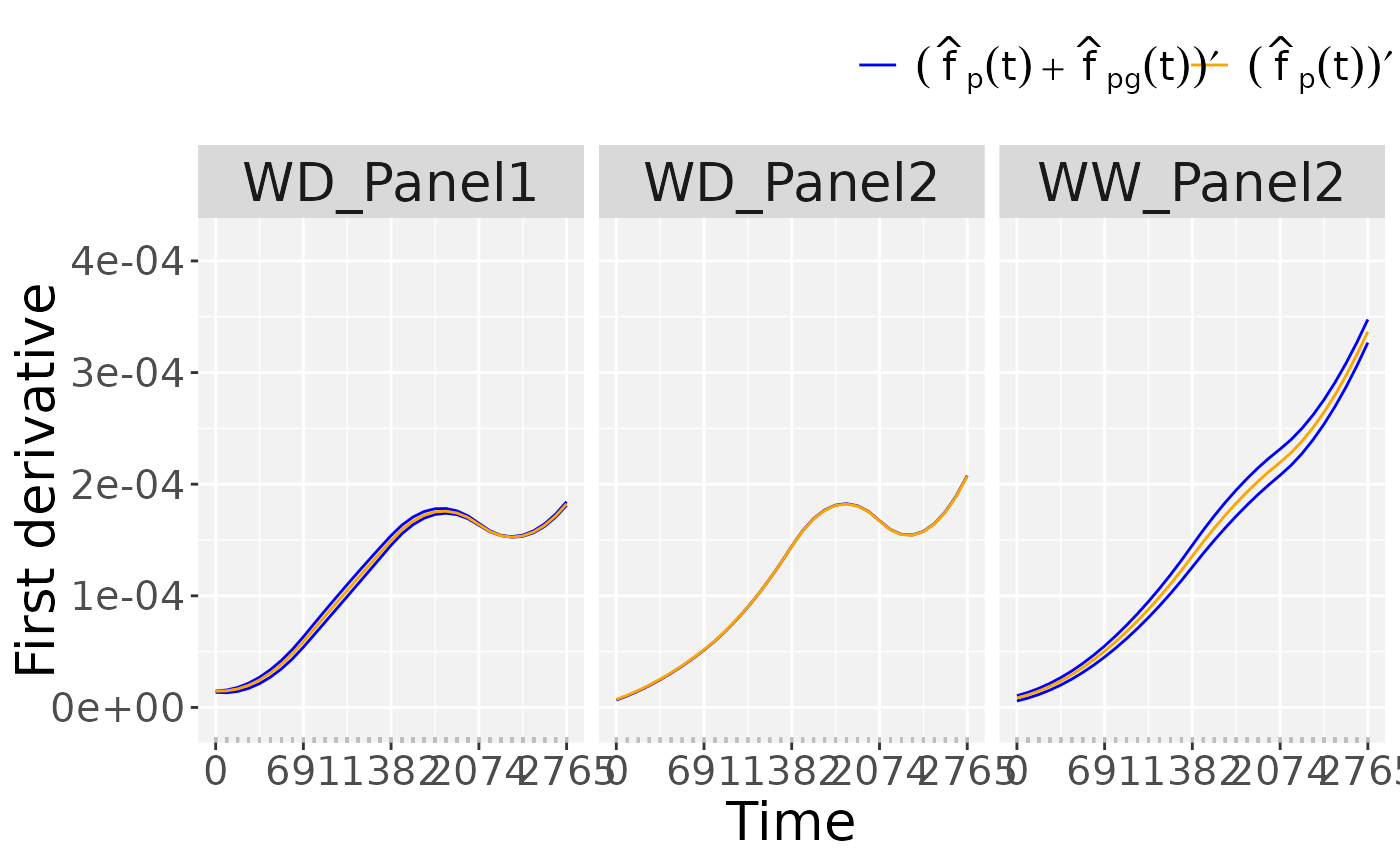 (f̂p(t) + f̂pg(t))′ (f̂p(t))′
WD_Panel1 WD_Panel2 WW_Panel2
First derivative
4e-04
3e-04
2e-04
1e-04
0e+00
0 691 1382 2074 2765 0 691 1382 2074 2765 0 691 1382 2074 2765
Time